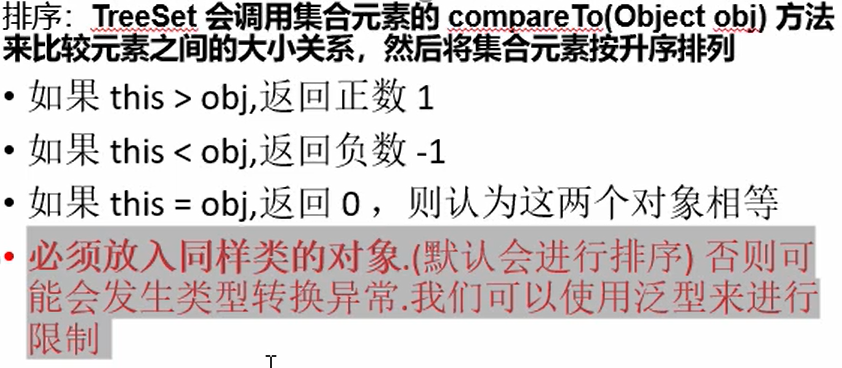 排序：TreeSet 会调用集合元素的 compareTo(Object obj) 方法
来比较元素之间的大小关系，然后将集合元素按升序排列
• 如果 this > obj,返回正数 1
• 如果 this < obj,返回负数 -1
• 如果 this = obj,返回 0 ，则认为这两个对象相等
• 必须放入同样类的对象.(默认会进行排序) 否则可
能会发生类型转换异常.我们可以使用泛型来进行
限制